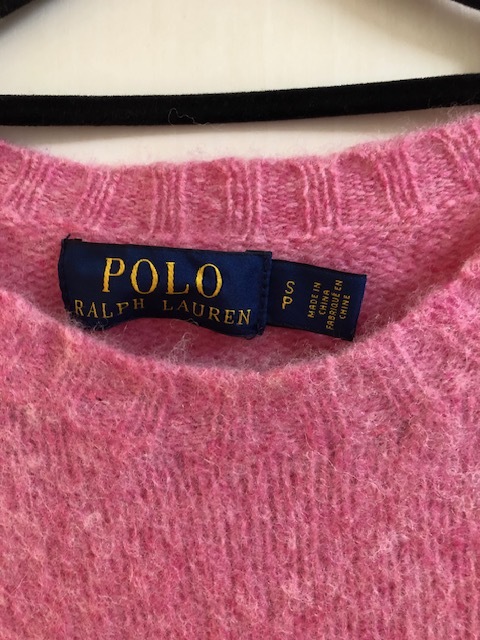 POLO
RALPH LAUREN
S
P
MADE IN
CHINA
FABRIQUÉ EN
CHINE